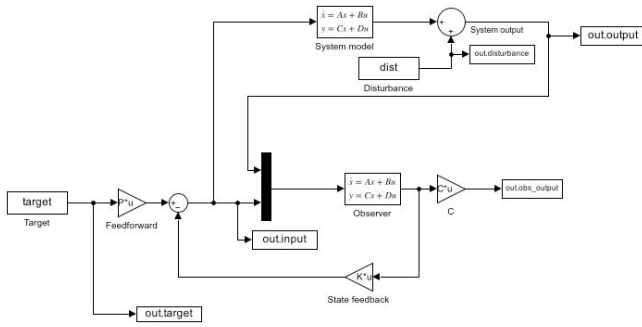 ẋ = Ax + Bu
y = Cx + Du
System model
+
+
System output
out.output
out.disturbance
dist
Disturbance
target
Target
P*u
Feedforward
+
−
ẋ = Ax + Bu
y = Cx + Du
Observer
C*u
C
out.obs_output
out.input
K*u
State feedback
out.target